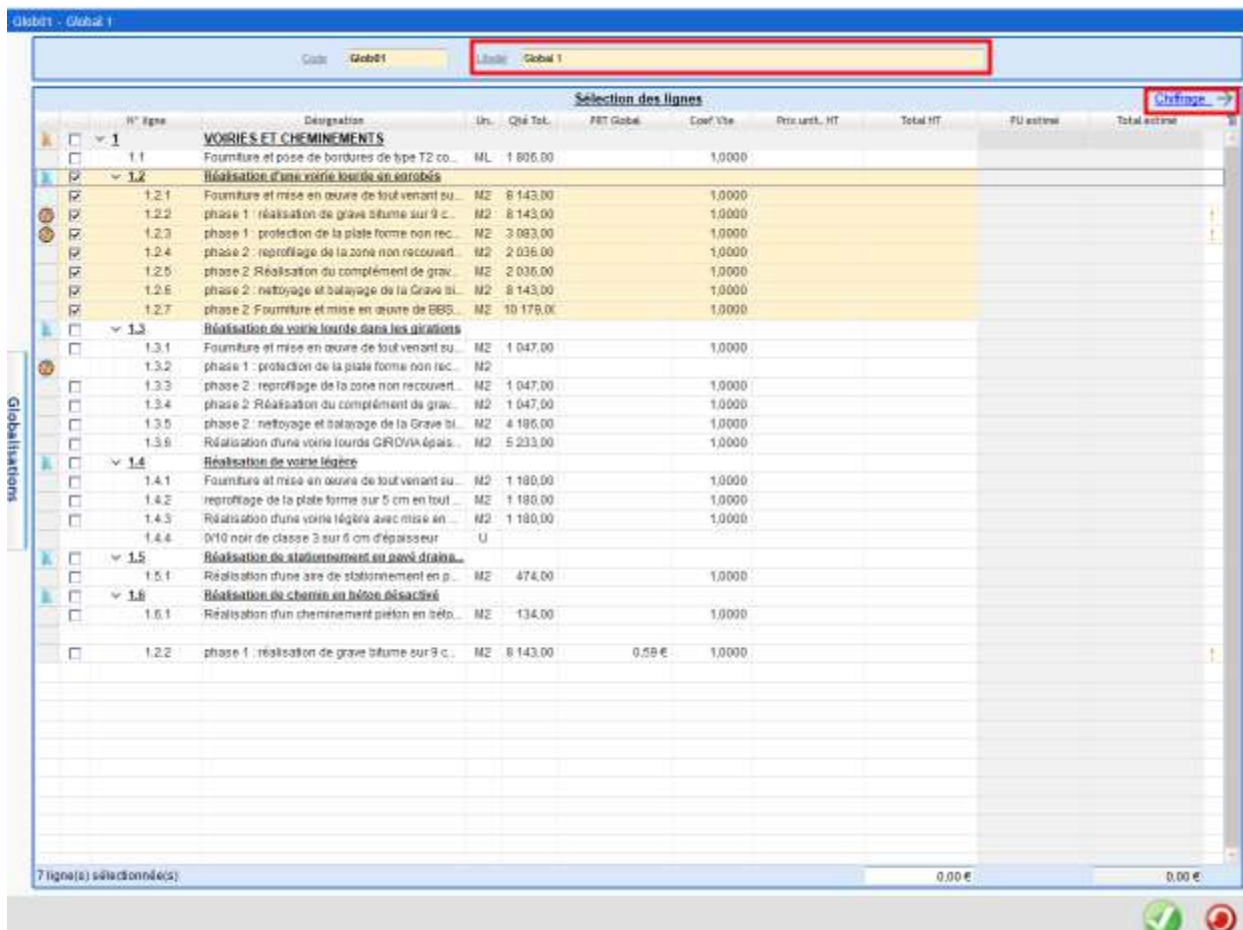 Glob01 - Global 1
Code Glob01 Libellé Global 1
Sélection des lignes
Chiffrage
N° ligne Désignation Un. Qté Tot. PRT Global Coef Vte Prix unit. HT Total HT PU estimé Total estimé
1 VOIRIES ET CHEMINEMENTS
1.1 Fourniture et pose de bordures de type T2 co... ML 1 806,00 1,0000
1.2 Réalisation d'une voirie lourde en enrobés
1.2.1 Fourniture et mise en œuvre de tout venant su... M2 8 143,00 1,0000
1.2.2 phase 1 : réalisation de grave bitume sur 9 c... M2 8 143,00 1,0000 !
1.2.3 phase 1 : protection de la plate forme non rec... M2 3 083,00 1,0000 !
1.2.4 phase 2 : reprofilage de la zone non recouvert... M2 2 036,00 1,0000
1.2.5 phase 2 :Réalisation du complément de grav... M2 2 036,00 1,0000
1.2.6 phase 2 : nettoyage et balayage de la Grave bi... M2 8 143,00 1,0000
1.2.7 phase 2 :Fourniture et mise en œuvre de BBS... M2 10 179,0( 1,0000
1.3 Réalisation de voirie lourde dans les girations
1.3.1 Fourniture et mise en œuvre de tout venant su... M2 1 047,00 1,0000
1.3.2 phase 1 : protection de la plate forme non rec... M2
1.3.3 phase 2 : reprofilage de la zone non recouvert... M2 1 047,00 1,0000
1.3.4 phase 2 :Réalisation du complément de grav... M2 1 047,00 1,0000
1.3.5 phase 2 : nettoyage et balayage de la Grave bi... M2 4 186,00 1,0000
1.3.6 Réalisation d'une voirie lourde GIROVIA épais... M2 5 233,00 1,0000
1.4 Réalisation de voirie légère
1.4.1 Fourniture et mise en œuvre de tout venant su... M2 1 180,00 1,0000
1.4.2 reprofilage de la plate forme sur 5 cm en tout ... M2 1 180,00 1,0000
1.4.3 Réalisation d'une voirie légère avec mise en ... M2 1 180,00 1,0000
1.4.4 0/10 noir de classe 3 sur 6 cm d'épaisseur U
1.5 Réalisation de stationnement en pavé draina...
1.5.1 Réalisation d'une aire de stationnement en p... M2 474,00 1,0000
1.6 Réalisation de chemin en béton désactivé
1.6.1 Réalisation d'un cheminement piéton en béto... M2 134,00 1,0000
1.2.2 phase 1 : réalisation de grave bitume sur 9 c... M2 8 143,00 0,59 € 1,0000 !
Globalisations
7 ligne(s) sélectionnée(s) 0,00 € 0,00 €